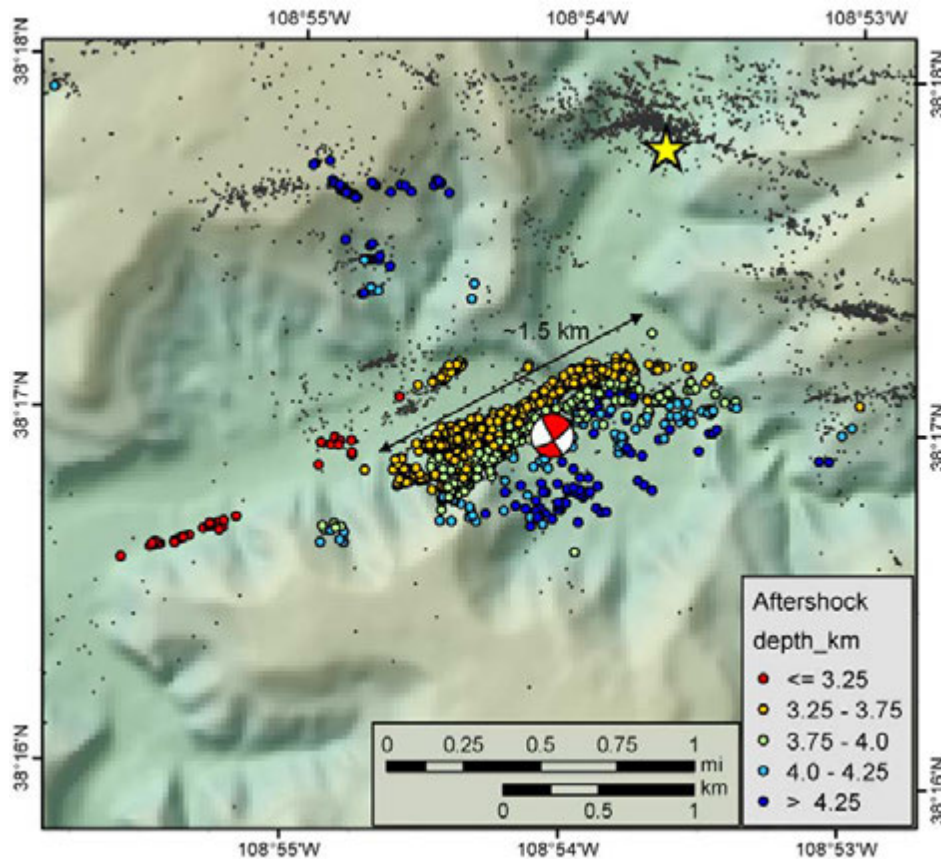 108°55'W 108°54'W 108°53'W
38°18'N 38°18'N
~1.5 km
38°17'N 38°17'N
Aftershock
depth_km
<= 3.25
3.25 - 3.75
3.75 - 4.0
4.0 - 4.25
> 4.25
0 0.25 0.5 0.75 1
mi
km
0 0.5 1
38°16'N 38°16'N
108°55'W 108°54'W 108°53'W